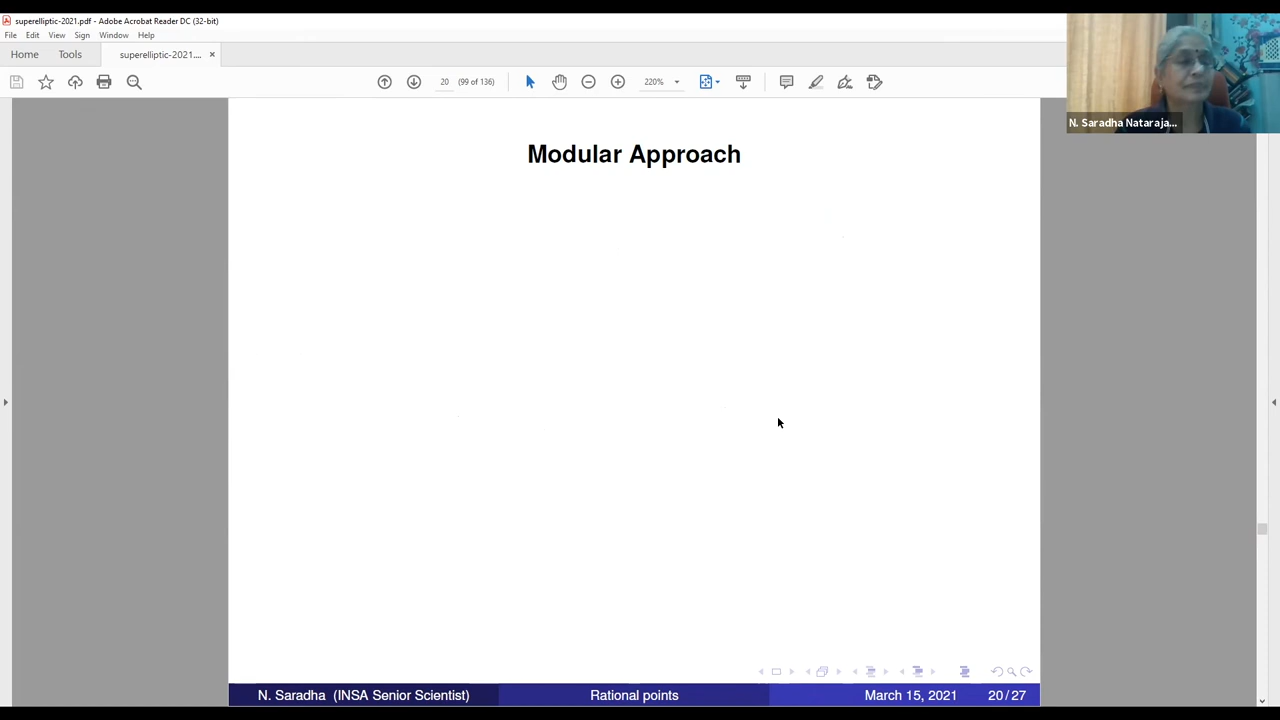 superelliptic-2021.pdf - Adobe Acrobat Reader DC (32-bit)
File Edit View Sign Window Help
Home Tools superelliptic-2021.... ×
20 (99 of 136) 220%
N. Saradha Nataraja...
Modular Approach
N. Saradha (INSA Senior Scientist) Rational points March 15, 2021 20/27